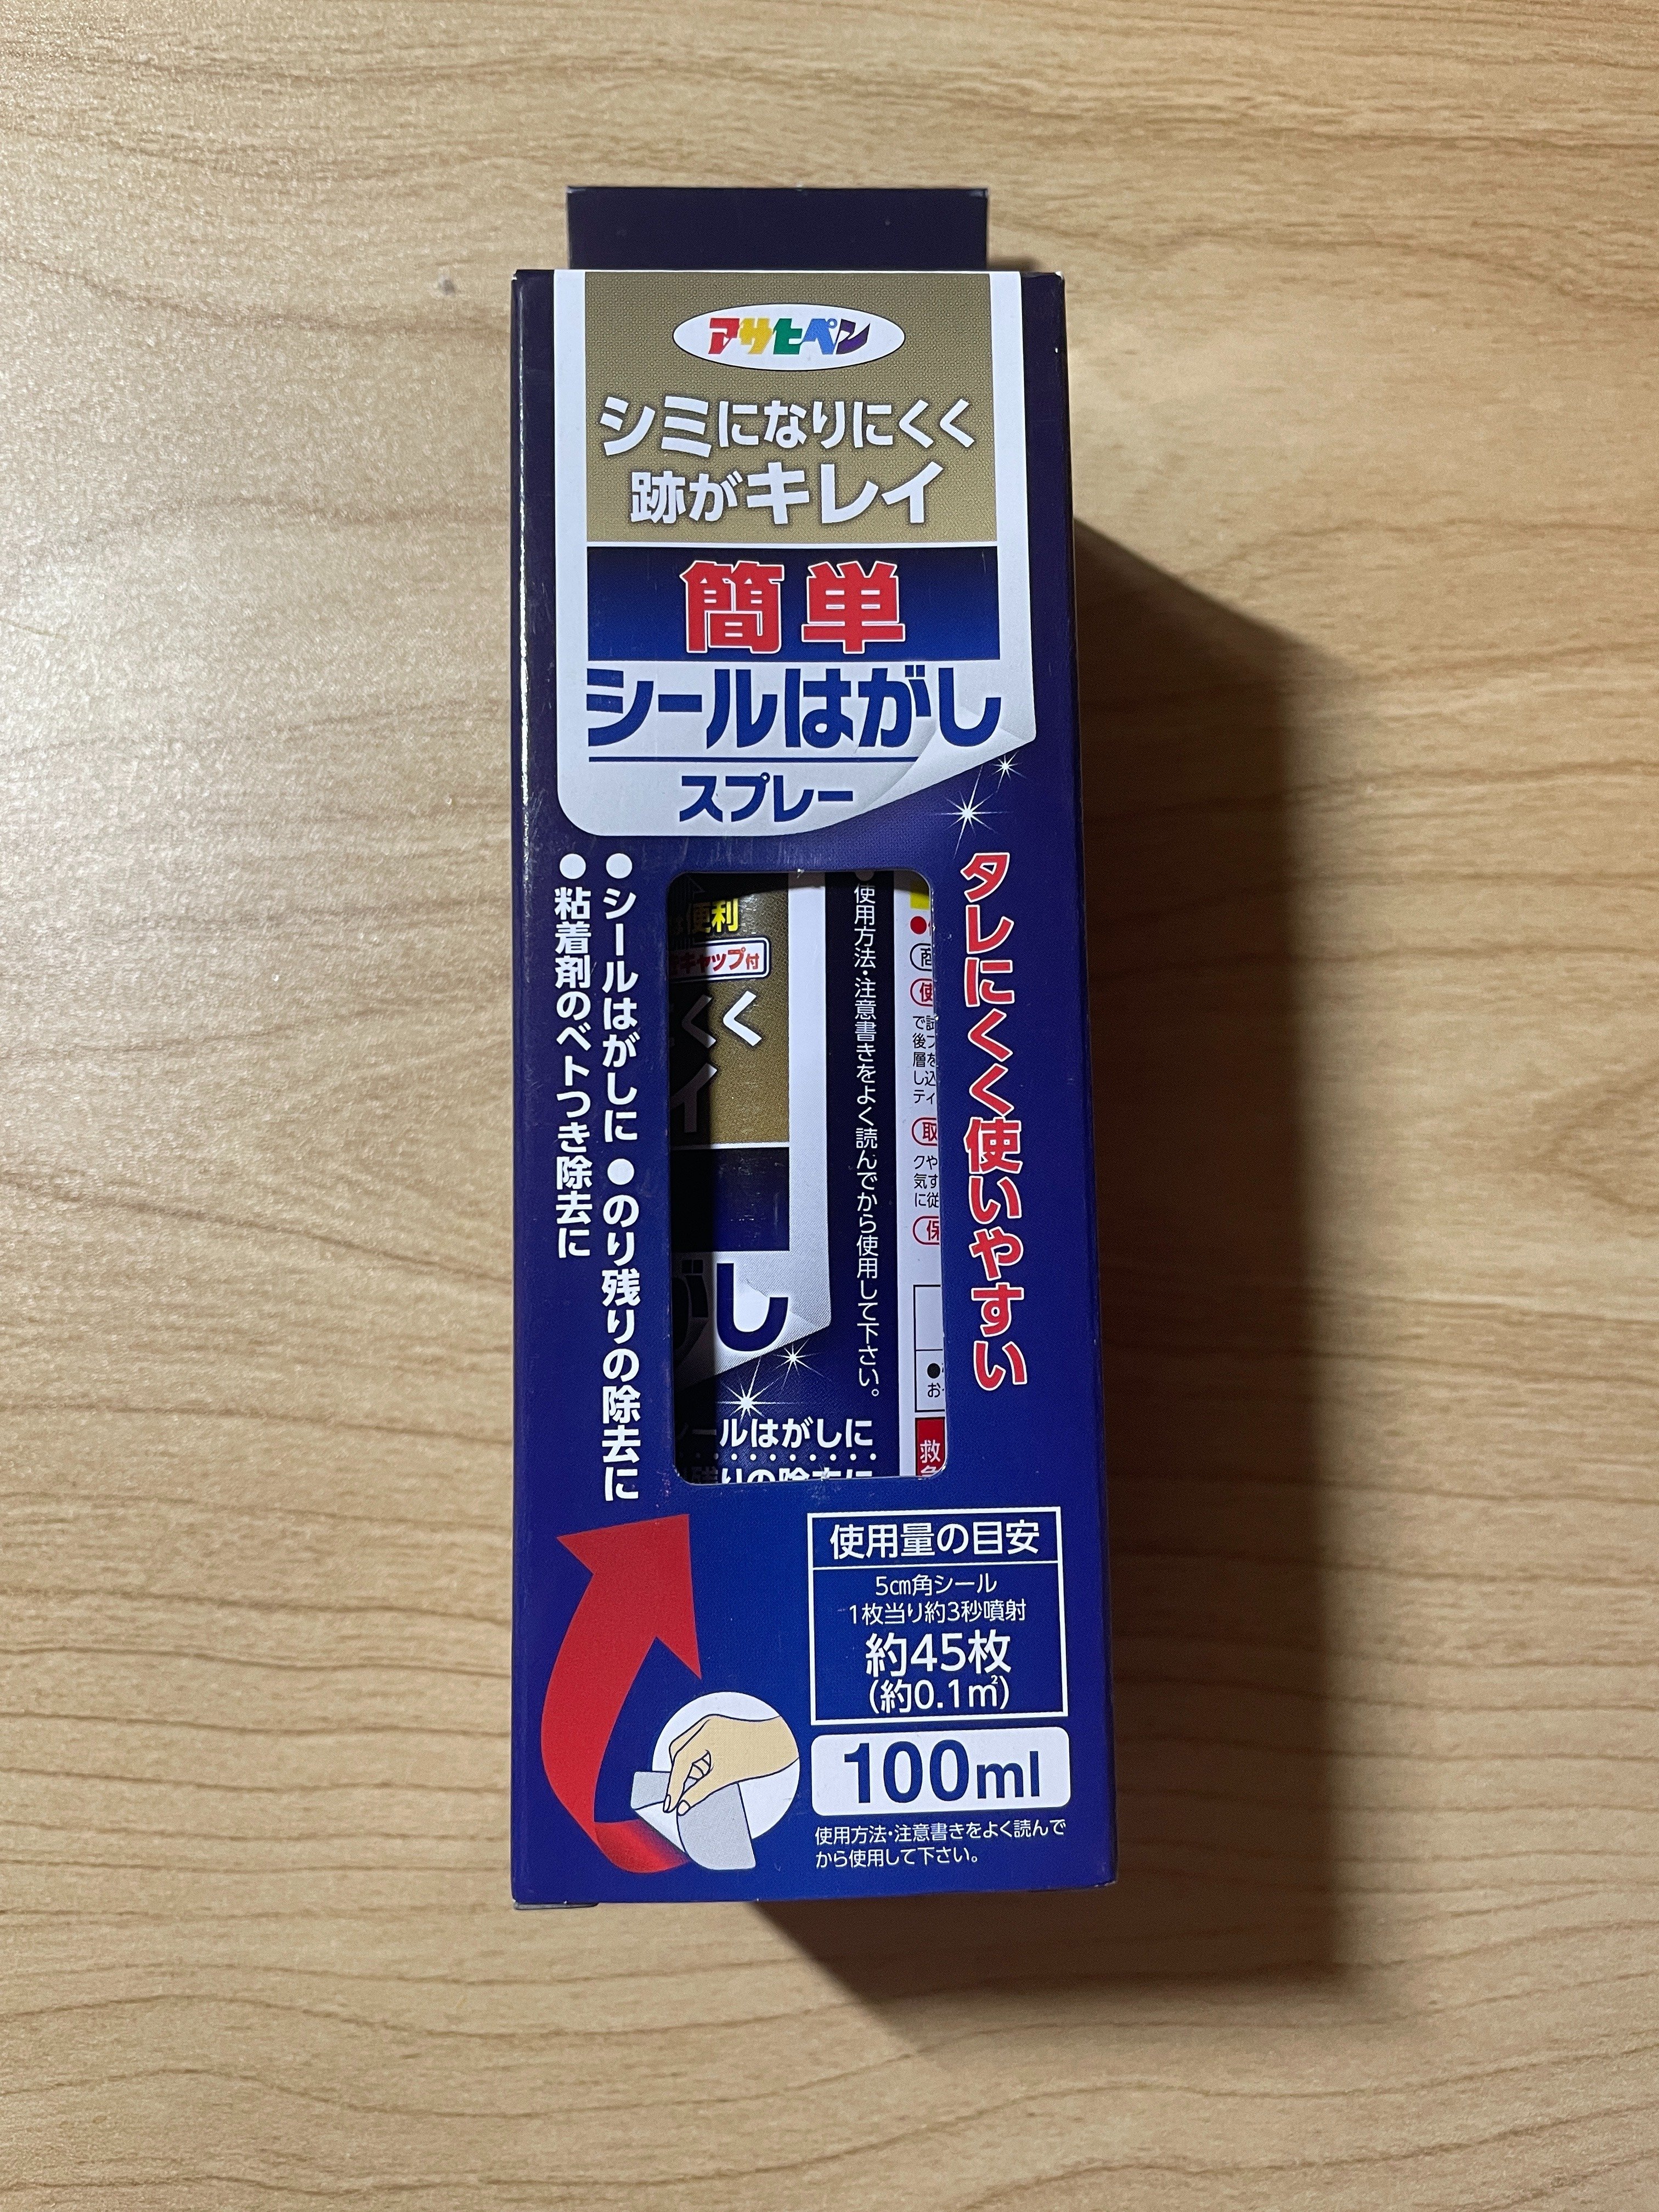 アサヒペン
シミになりにくく
跡がキレイ
簡単
シールはがし
スプレー
タレにくく使いやすい
●シールはがしに ●のり残りの除去に
●粘着剤のベトつき除去に
便利
キャップ付
くく
イ
がし
使用方法・注意書きをよく読んでから使用して下さい。
ールはがしに
残りの除去に
使用量の目安
5cm角シール
1枚当り約3秒噴射
約45枚
(約0.1㎡)
100ml
使用方法・注意書きをよく読んで
から使用して下さい。